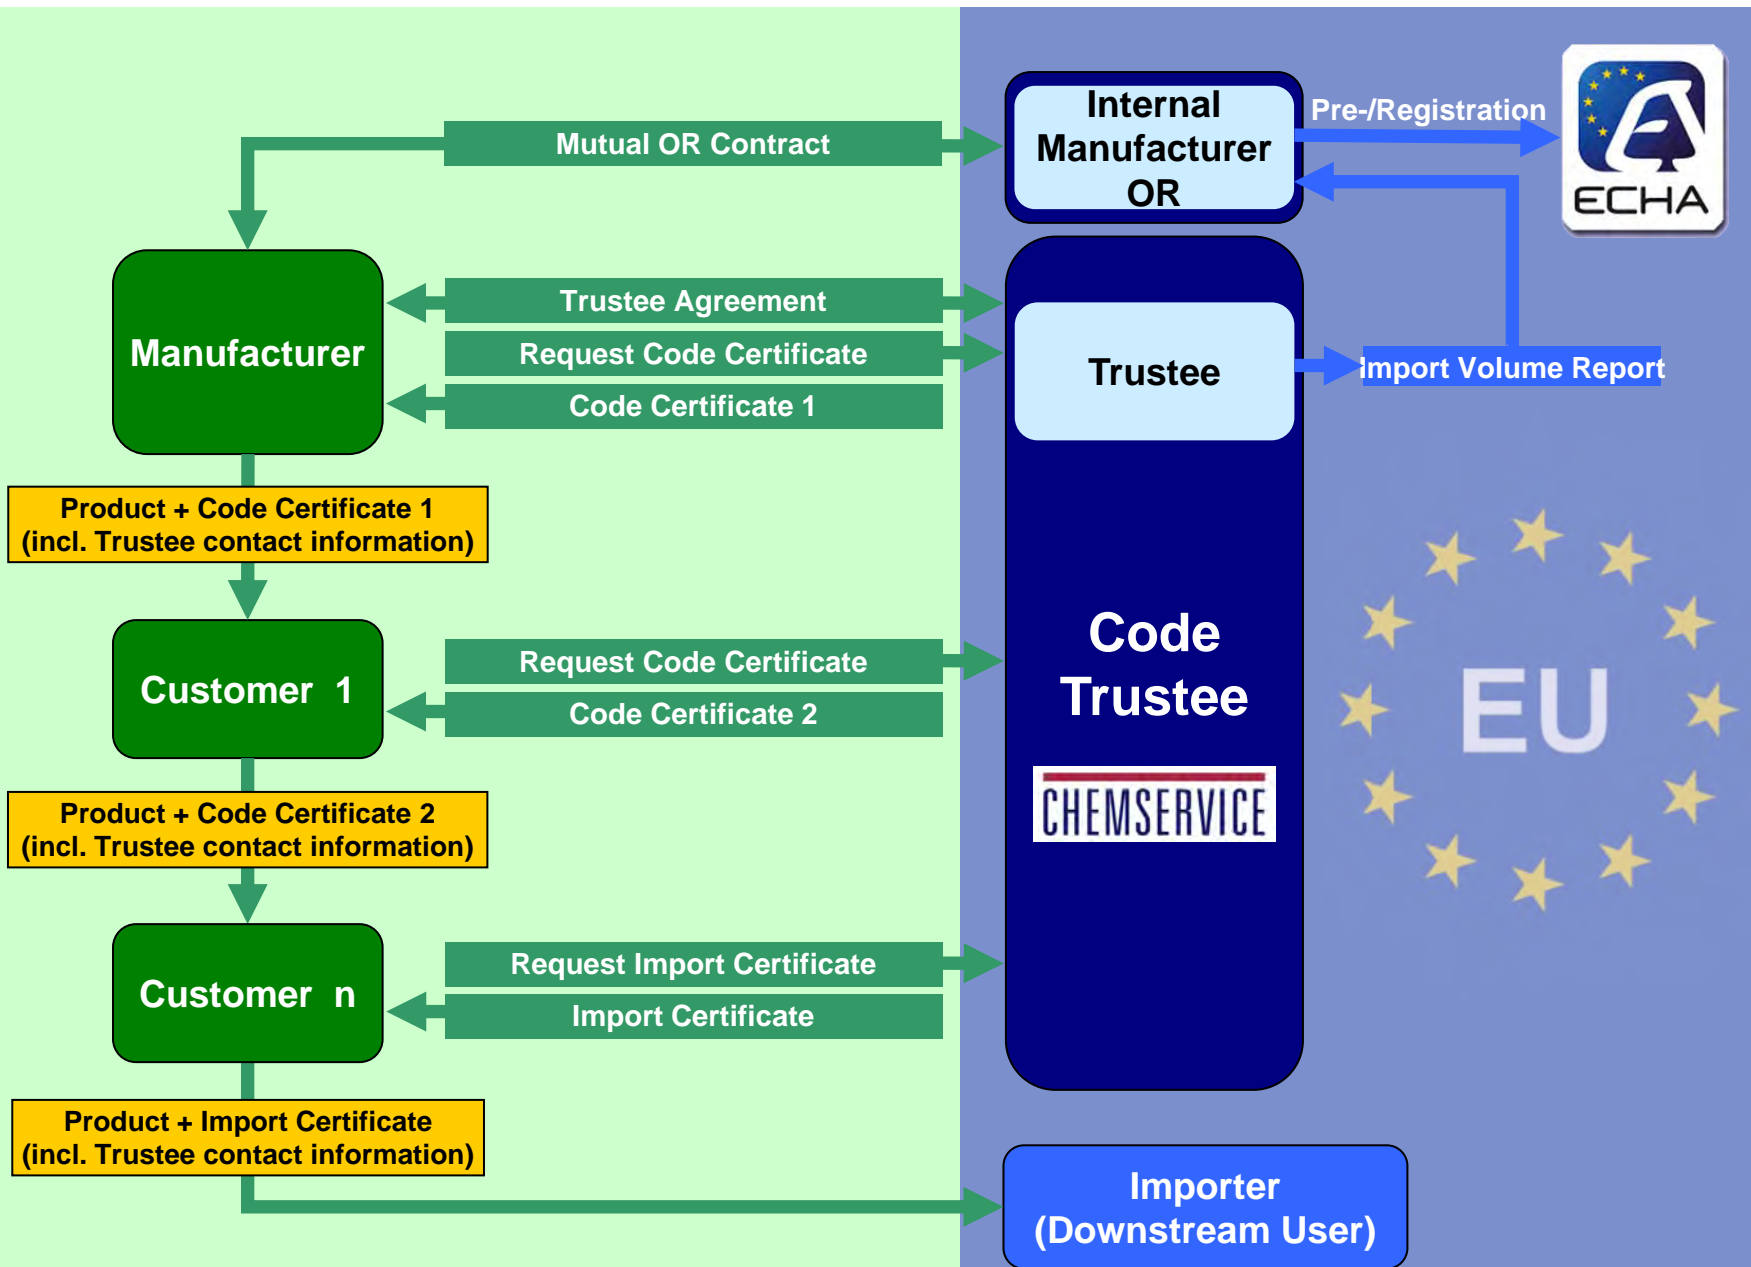 Internal
Manufacturer
OR
Pre-/Registration
ECHA
Mutual OR Contract
Manufacturer
Trustee Agreement
Request Code Certificate
Code Certificate 1
Trustee
Import Volume Report
Product + Code Certificate 1
(incl. Trustee contact information)
Customer 1
Request Code Certificate
Code Certificate 2
Code
Trustee
CHEMSERVICE
EU
Product + Code Certificate 2
(incl. Trustee contact information)
Customer n
Request Import Certificate
Import Certificate
Product + Import Certificate
(incl. Trustee contact information)
Importer
(Downstream User)